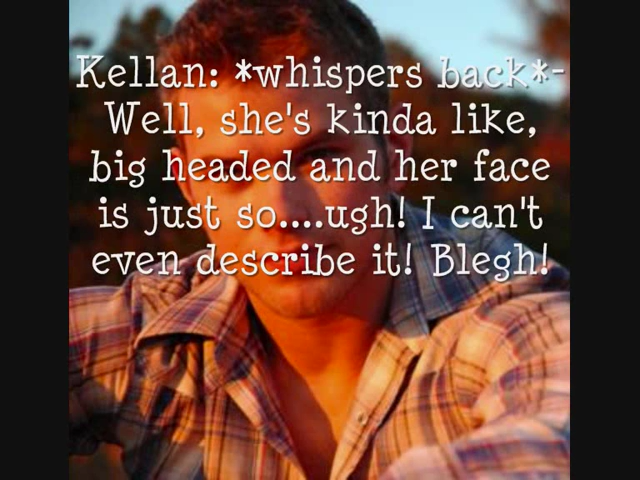 Kellan: *whispers back*-
Well, she's kinda like,
big headed and her face
is just so....ugh! I can't
even describe it! Blegh!